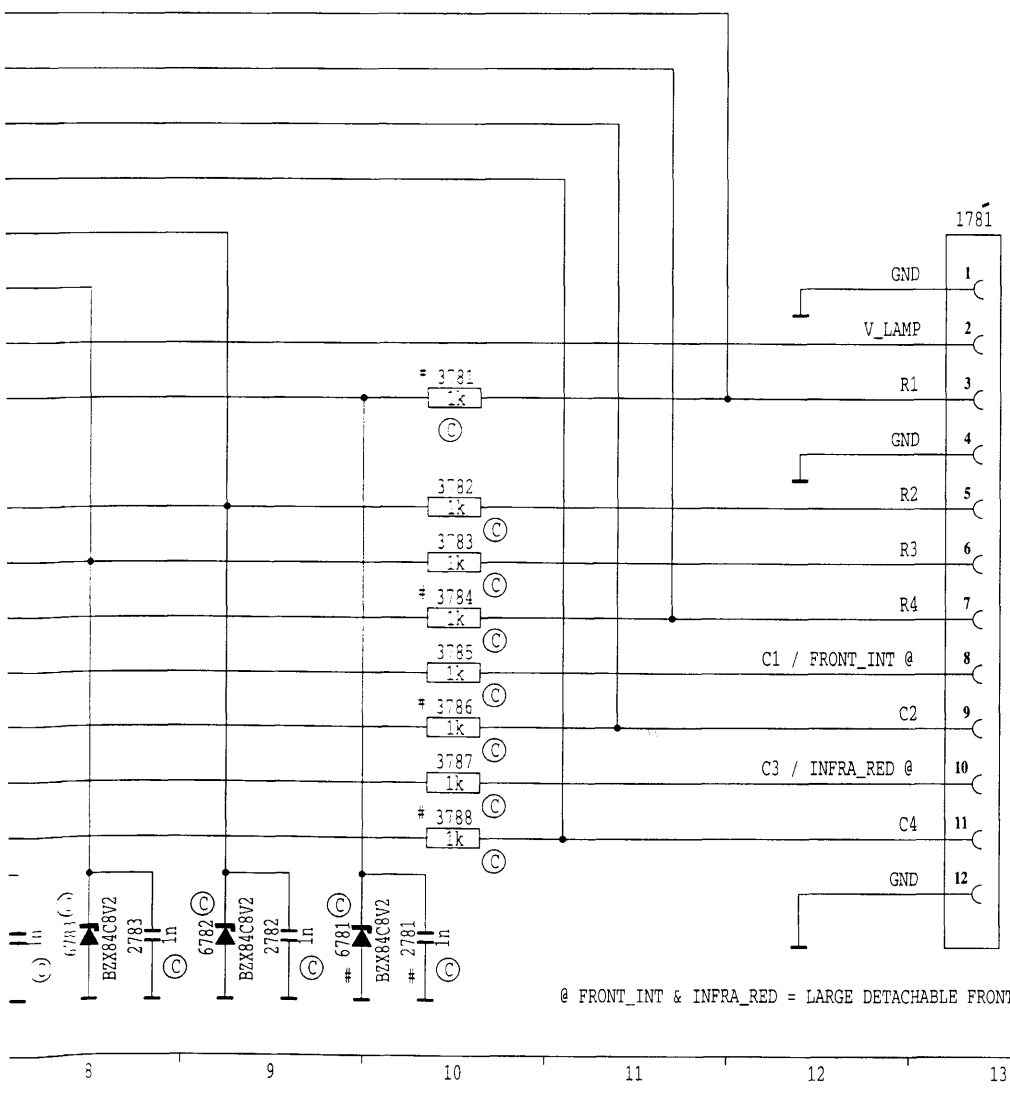 1781
GND 1
V_LAMP 2
# 3781
1k
R1 3
C
GND 4
3782
1k
R2 5
C
3783
1k
R3 6
C
# 3784
1k
R4 7
C
3785
1k
C1 / FRONT_INT @ 8
C
# 3786
1k
C2 9
C
3787
1k
C3 / INFRA_RED @ 10
C
# 3788
1k
C4 11
C
GND 12
1n
C
6783 C
BZX84C8V2
2783
1n
C
6782 C
BZX84C8V2
2782
1n
C
# 6781 C
BZX84C8V2
# 2781
1n
C
@ FRONT_INT & INFRA_RED = LARGE DETACHABLE FRONT
8 9 10 11 12 13